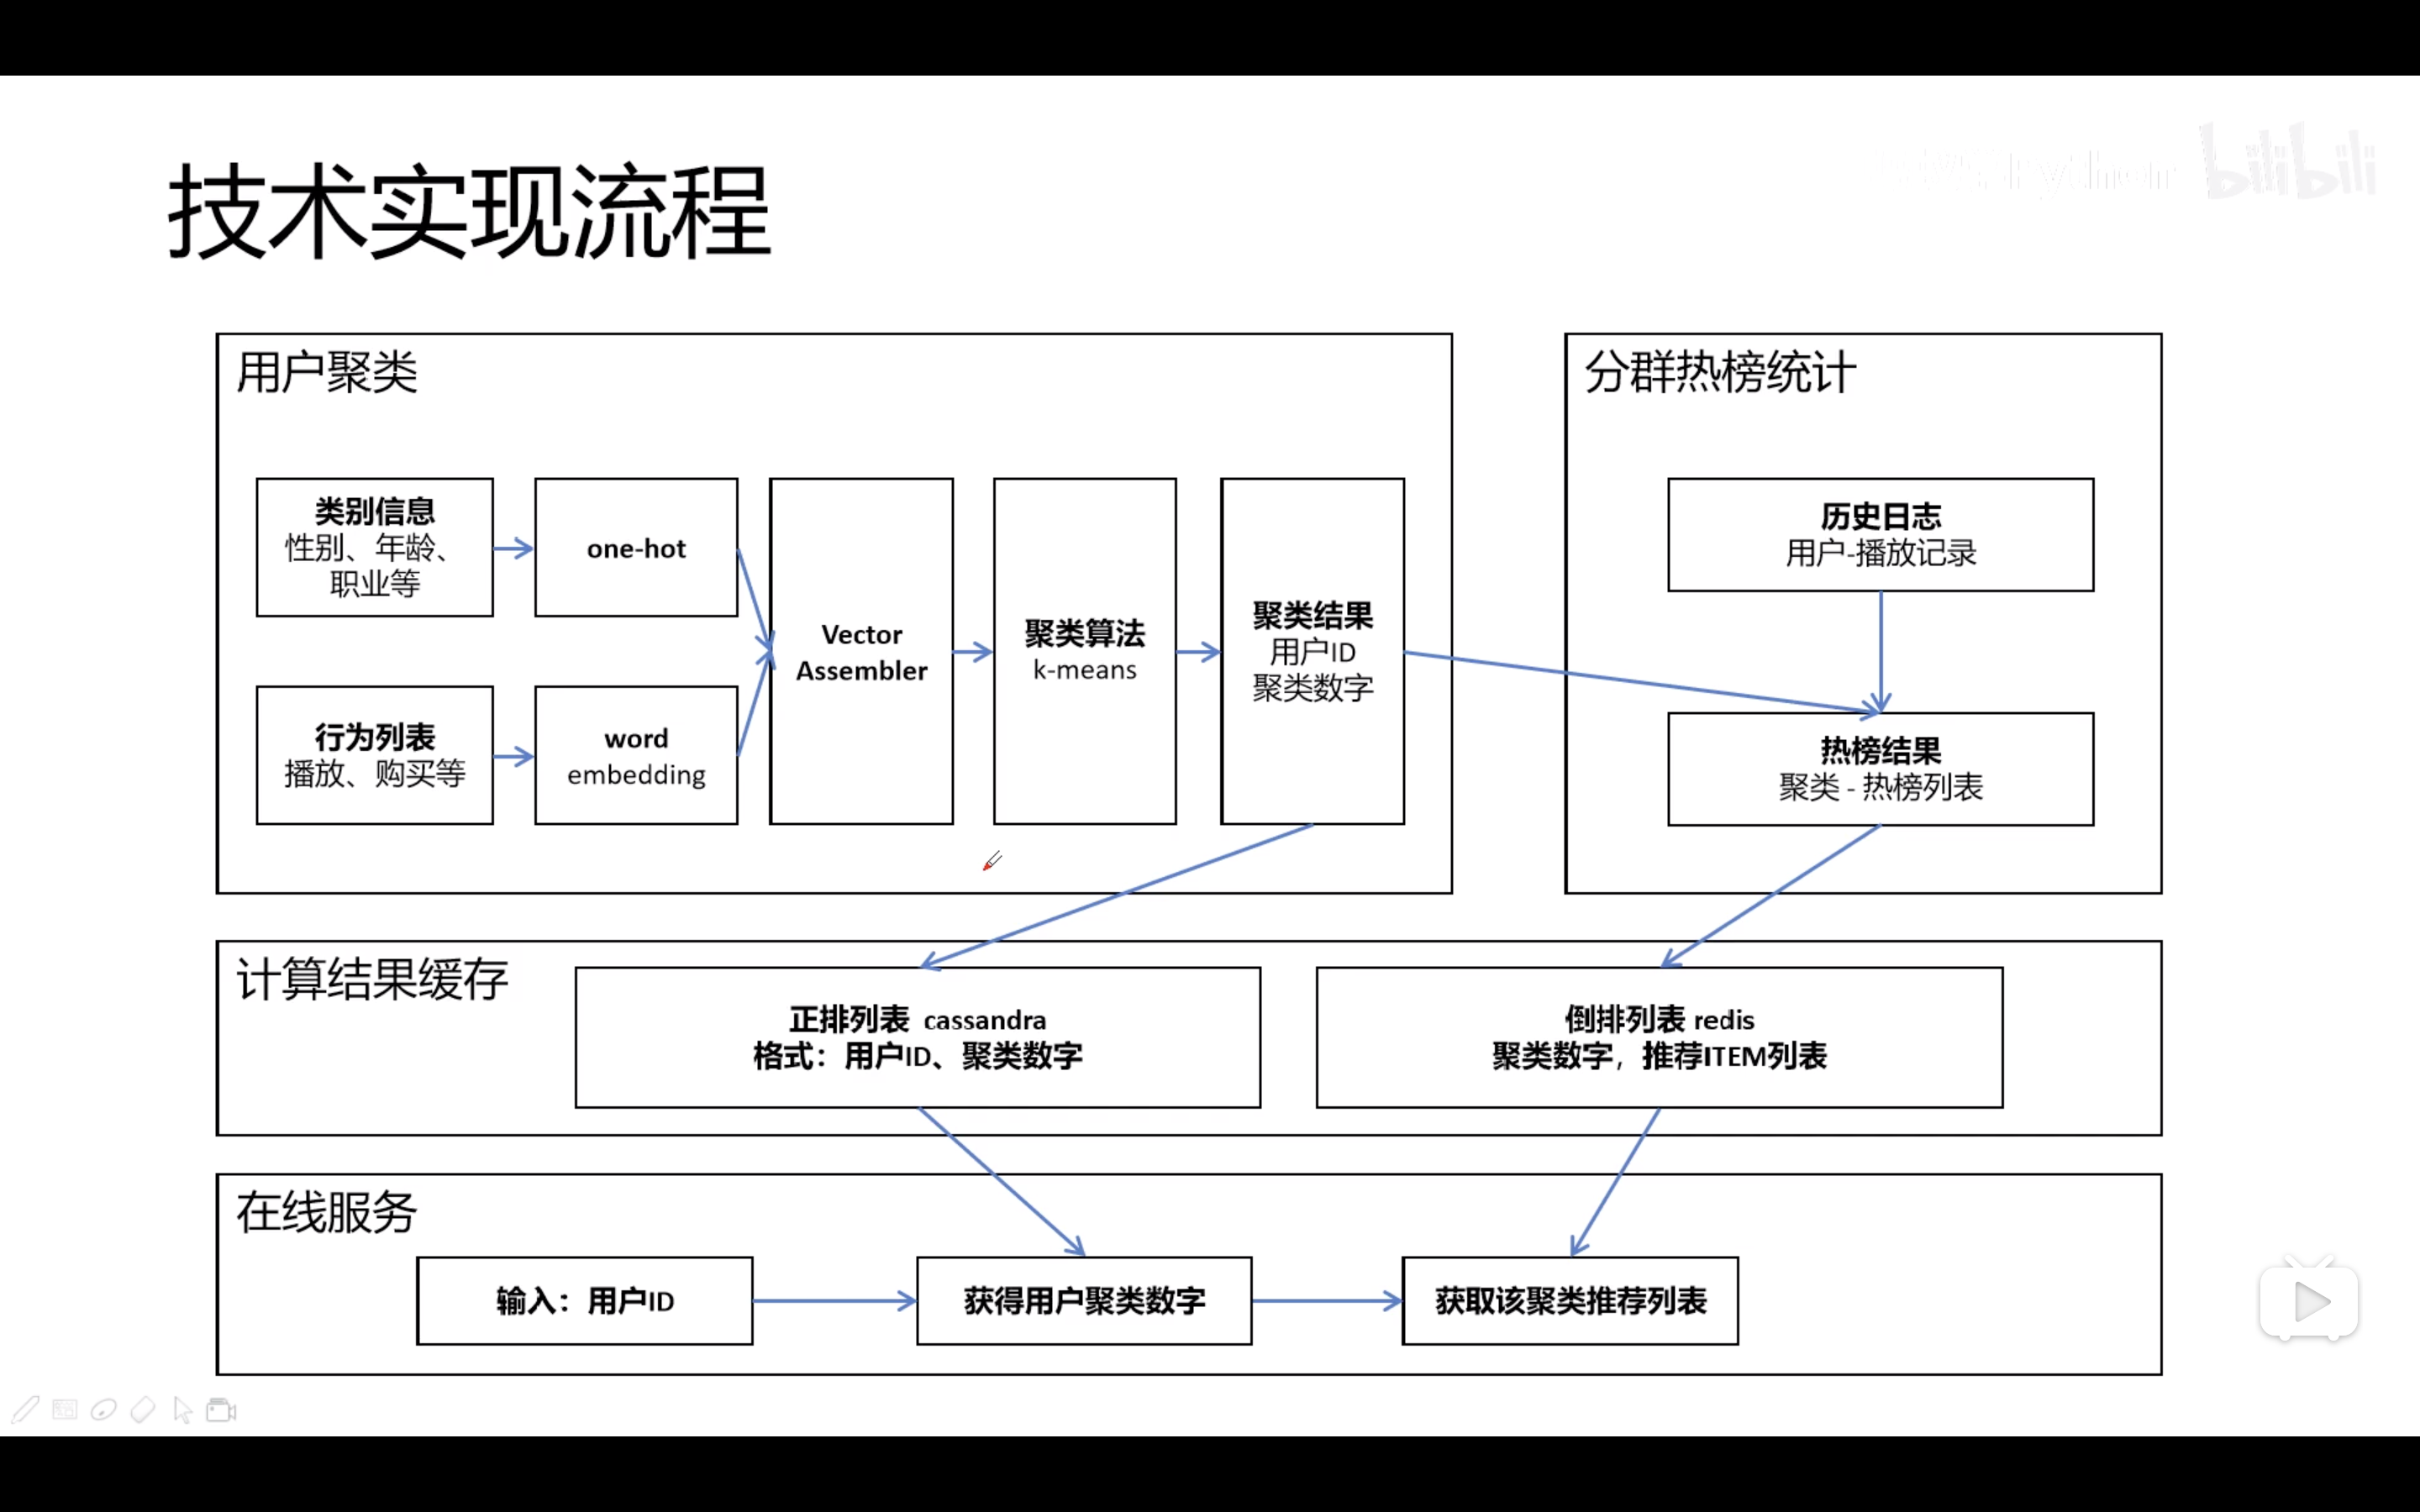 技术实现流程
bilibili
用户聚类
类别信息
性别、年龄、
职业等
one-hot
行为列表
播放、购买等
word
embedding
Vector
Assembler
聚类算法
k-means
聚类结果
用户ID
聚类数字
分群热榜统计
历史日志
用户-播放记录
热榜结果
聚类 - 热榜列表
计算结果缓存
正排列表 cassandra
格式：用户ID、聚类数字
倒排列表 redis
聚类数字，推荐ITEM列表
在线服务
输入：用户ID
获得用户聚类数字
获取该聚类推荐列表